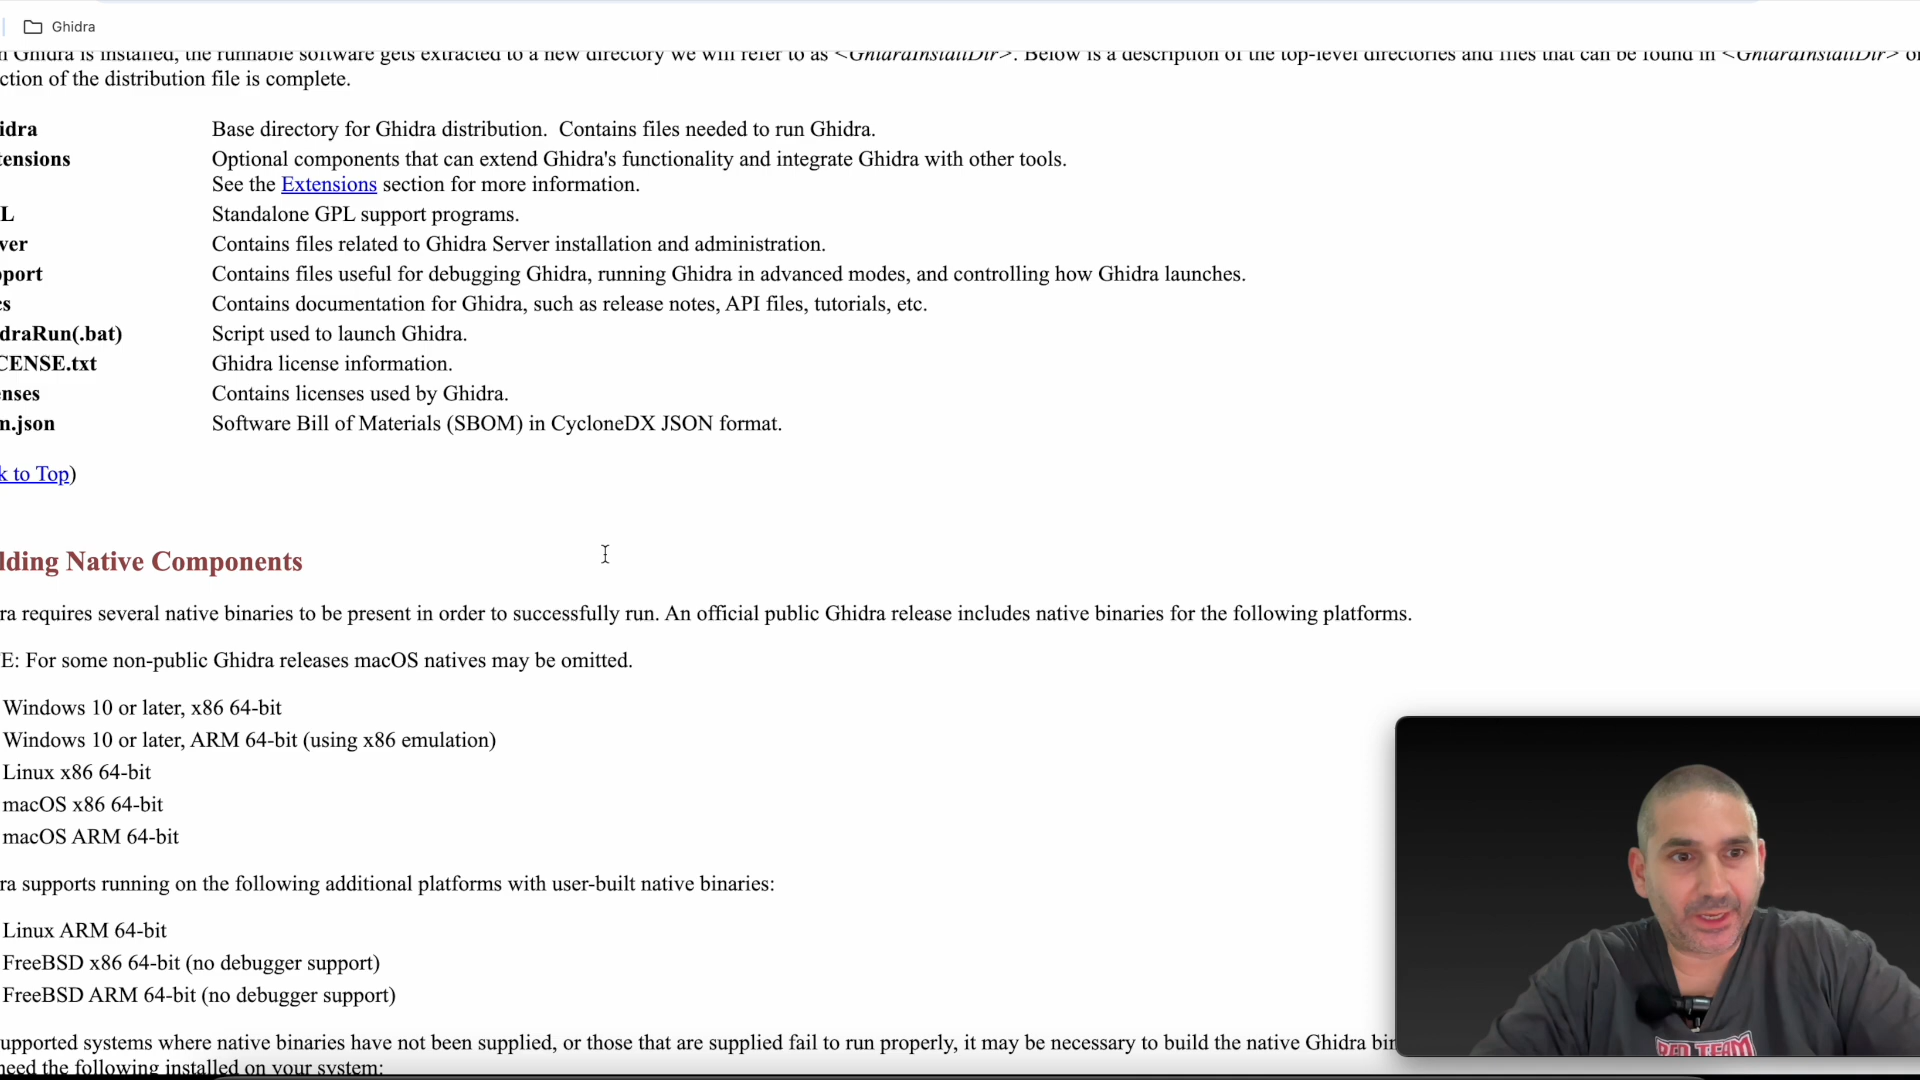 Ghidra
Ghidra is installed, the runnable software gets extracted to a new directory we will refer to as <GhidraInstallDir>. Below is a description of the top-level directories and files that can be found in <GhidraInstallDir>
ction of the distribution file is complete.
idra Base directory for Ghidra distribution.  Contains files needed to run Ghidra.
tensions Optional components that can extend Ghidra's functionality and integrate Ghidra with other tools.
See the Extensions section for more information.
L Standalone GPL support programs.
ver Contains files related to Ghidra Server installation and administration.
pport Contains files useful for debugging Ghidra, running Ghidra in advanced modes, and controlling how Ghidra launches.
cs Contains documentation for Ghidra, such as release notes, API files, tutorials, etc.
draRun(.bat) Script used to launch Ghidra.
CENSE.txt Ghidra license information.
enses Contains licenses used by Ghidra.
m.json Software Bill of Materials (SBOM) in CycloneDX JSON format.
k to Top)
lding Native Components
ra requires several native binaries to be present in order to successfully run. An official public Ghidra release includes native binaries for the following platforms.
E: For some non-public Ghidra releases macOS natives may be omitted.
Windows 10 or later, x86 64-bit
Windows 10 or later, ARM 64-bit (using x86 emulation)
Linux x86 64-bit
macOS x86 64-bit
macOS ARM 64-bit
ra supports running on the following additional platforms with user-built native binaries:
Linux ARM 64-bit
FreeBSD x86 64-bit (no debugger support)
FreeBSD ARM 64-bit (no debugger support)
upported systems where native binaries have not been supplied, or those that are supplied fail to run properly, it may be necessary to build the native Ghidra bin
need the following installed on your system:
RED TEAM